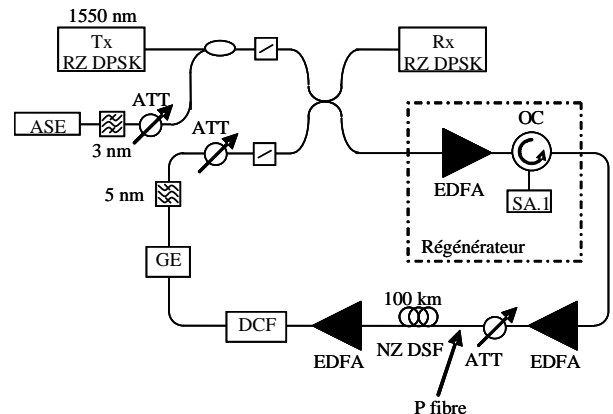 1550 nm
Tx
RZ DPSK
Rx
RZ DPSK
ATT
ASE
3 nm
ATT
OC
EDFA
SA.1
5 nm
Régénérateur
GE
100 km
DCF
EDFA
NZ DSF
ATT
EDFA
P fibre